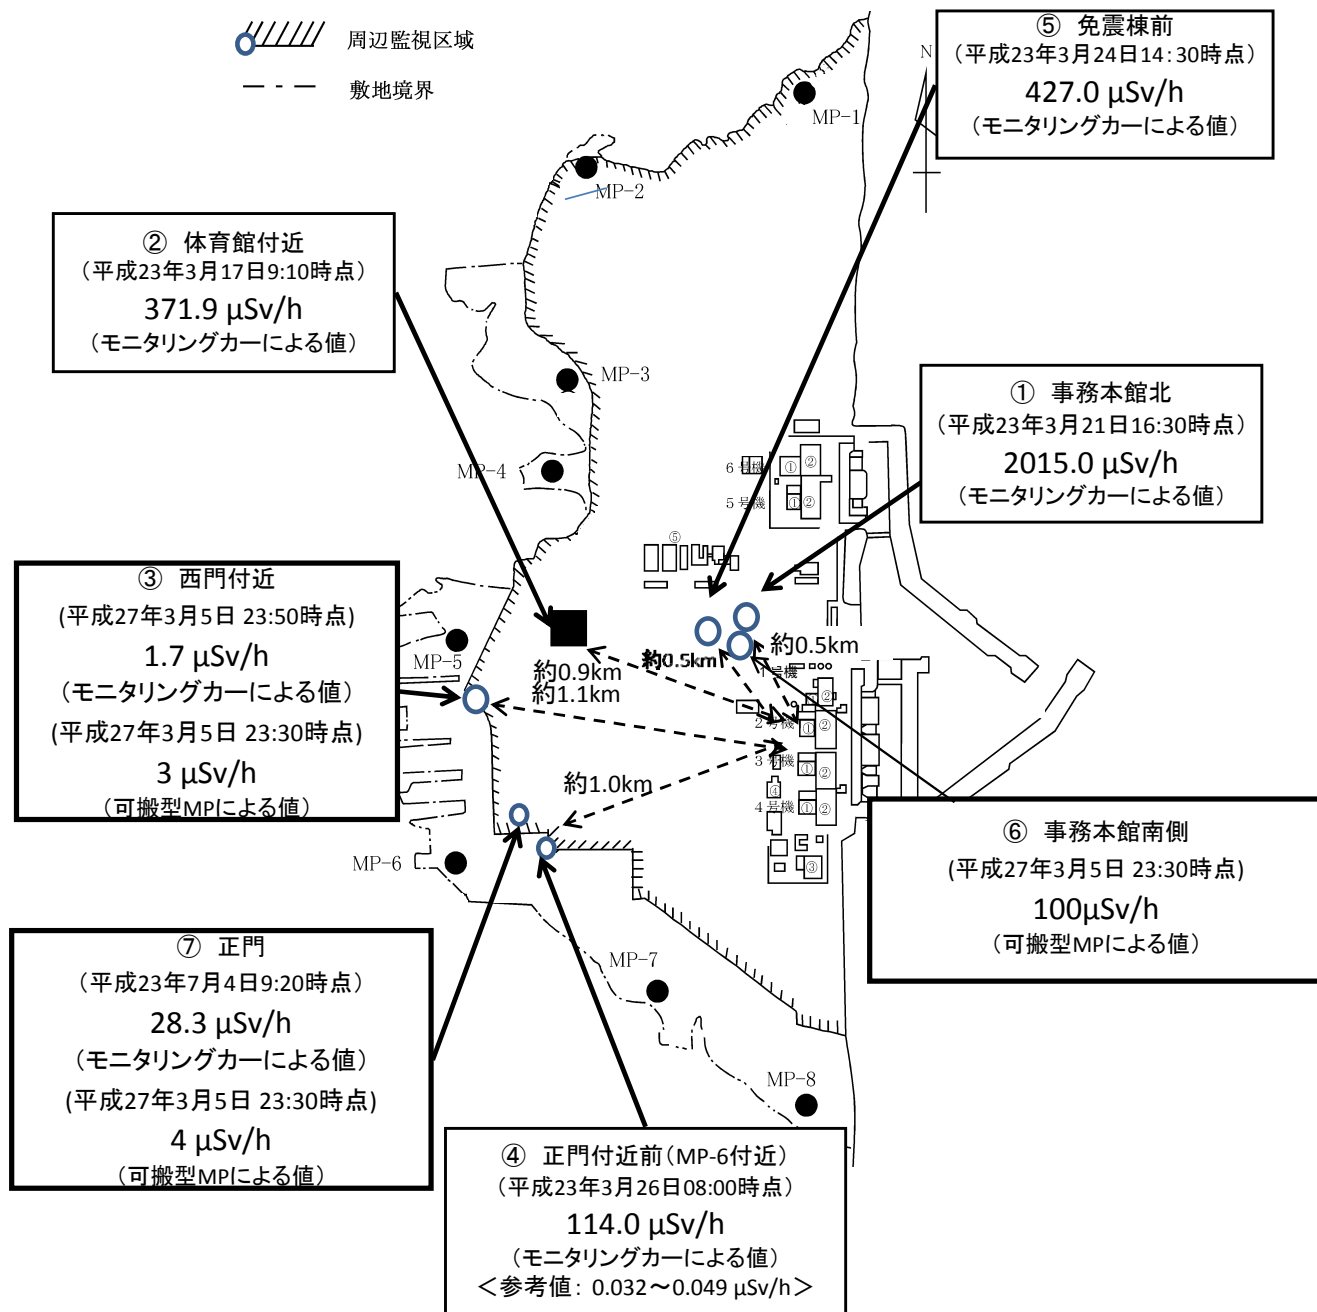 周辺監視区域
敷地境界
⑤ 免震棟前
(平成23年3月24日14:30時点)
427.0 μSv/h
(モニタリングカーによる値)
N
MP-1
MP-2
② 体育館付近
(平成23年3月17日9:10時点)
371.9 μSv/h
(モニタリングカーによる値)
MP-3
① 事務本館北
(平成23年3月21日16:30時点)
2015.0 μSv/h
(モニタリングカーによる値)
MP-4
6号機
①
②
5号機
①
②
⑤
③ 西門付近
(平成27年3月5日 23:50時点)
1.7 μSv/h
(モニタリングカーによる値)
(平成27年3月5日 23:30時点)
3 μSv/h
(可搬型MPによる値)
MP-5
約0.5km
約0.5km
約0.9km
約1.1km
1号機
②
2号機
①
②
3号機
①
②
約1.0km
④
4号機
①
②
③
MP-6
⑥ 事務本館南側
(平成27年3月5日 23:30時点)
100μSv/h
(可搬型MPによる値)
⑦ 正門
(平成23年7月4日9:20時点)
28.3 μSv/h
(モニタリングカーによる値)
(平成27年3月5日 23:30時点)
4 μSv/h
(可搬型MPによる値)
MP-7
MP-8
④ 正門付近前(MP-6付近)
(平成23年3月26日08:00時点)
114.0 μSv/h
(モニタリングカーによる値)
<参考値: 0.032～0.049 μSv/h>